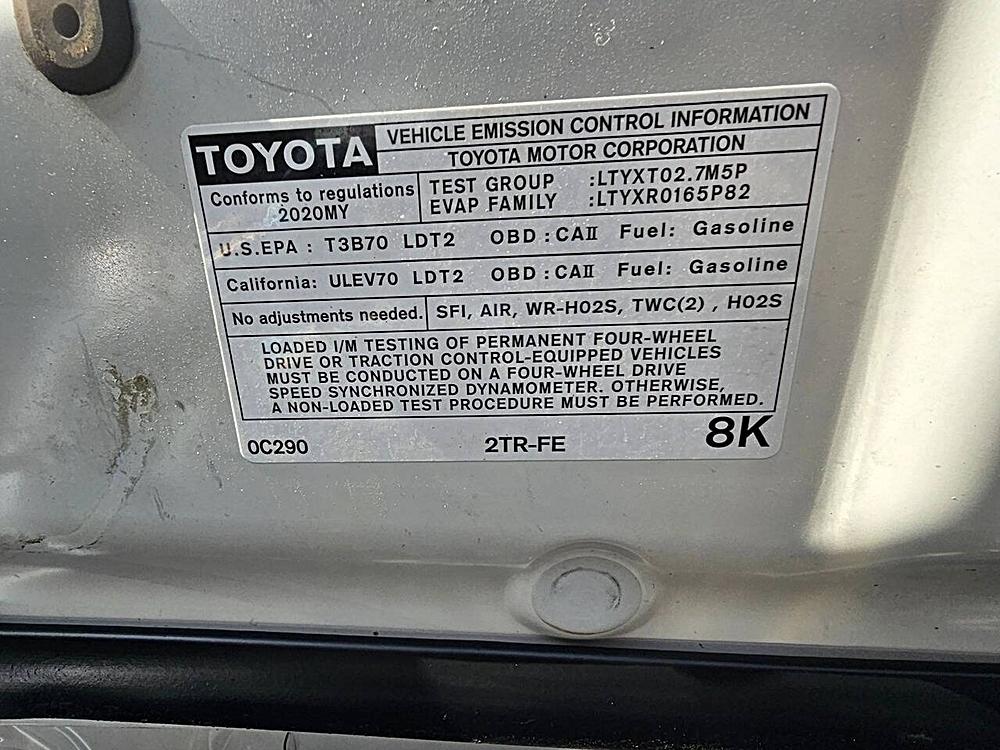 TOYOTA
VEHICLE EMISSION CONTROL INFORMATION
TOYOTA MOTOR CORPORATION
Conforms to regulations
2020MY
TEST GROUP :LTYXT02.7M5P
EVAP FAMILY :LTYXR0165P82
U.S.EPA : T3B70 LDT2 OBD : CAⅡ Fuel: Gasoline
California: ULEV70 LDT2 OBD : CAⅡ Fuel: Gasoline
No adjustments needed. SFI, AIR, WR-HO2S, TWC(2) , HO2S
LOADED I/M TESTING OF PERMANENT FOUR-WHEEL
DRIVE OR TRACTION CONTROL-EQUIPPED VEHICLES
MUST BE CONDUCTED ON A FOUR-WHEEL DRIVE
SPEED SYNCHRONIZED DYNAMOMETER. OTHERWISE,
A NON-LOADED TEST PROCEDURE MUST BE PERFORMED.
0C290 2TR-FE 8K